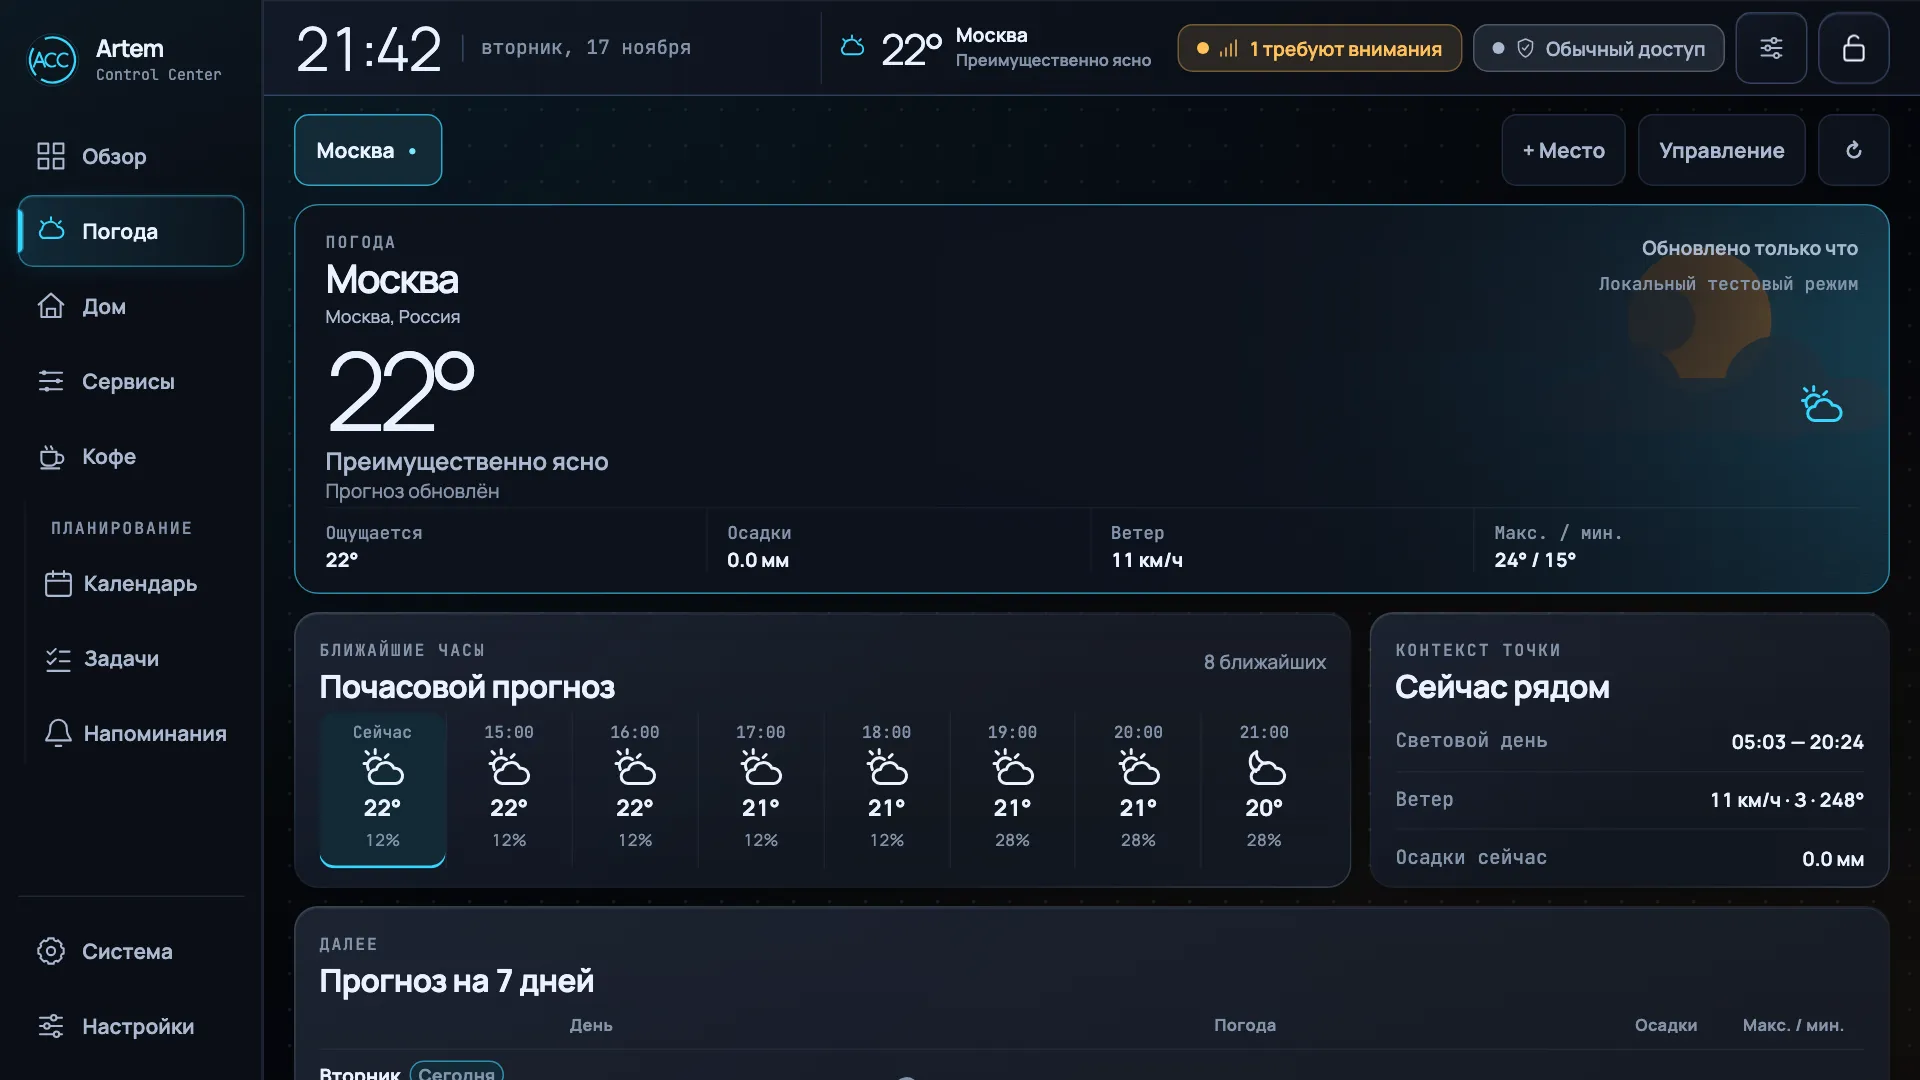 ACC
Artem
Control Center
Обзор
Погода
Дом
Сервисы
Кофе
ПЛАНИРОВАНИЕ
Календарь
Задачи
Напоминания
Система
Настройки
21:42
вторник, 17 ноября
22°
Москва
Преимущественно ясно
1 требуют внимания
Обычный доступ
Москва •
+ Место
Управление
ПОГОДА
Москва
Москва, Россия
22°
Преимущественно ясно
Прогноз обновлён
Обновлено только что
Локальный тестовый режим
Ощущается
22°
Осадки
0.0 мм
Ветер
11 км/ч
Макс. / мин.
24° / 15°
БЛИЖАЙШИЕ ЧАСЫ
Почасовой прогноз
8 ближайших
Сейчас 15:00 16:00 17:00 18:00 19:00 20:00 21:00
22° 22° 22° 21° 21° 21° 21° 20°
12% 12% 12% 12% 12% 28% 28% 28%
КОНТЕКСТ ТОЧКИ
Сейчас рядом
Световой день 05:03 — 20:24
Ветер 11 км/ч · 3 · 248°
Осадки сейчас 0.0 мм
ДАЛЕЕ
Прогноз на 7 дней
День Погода Осадки Макс. / мин.
Вторник Сегодня